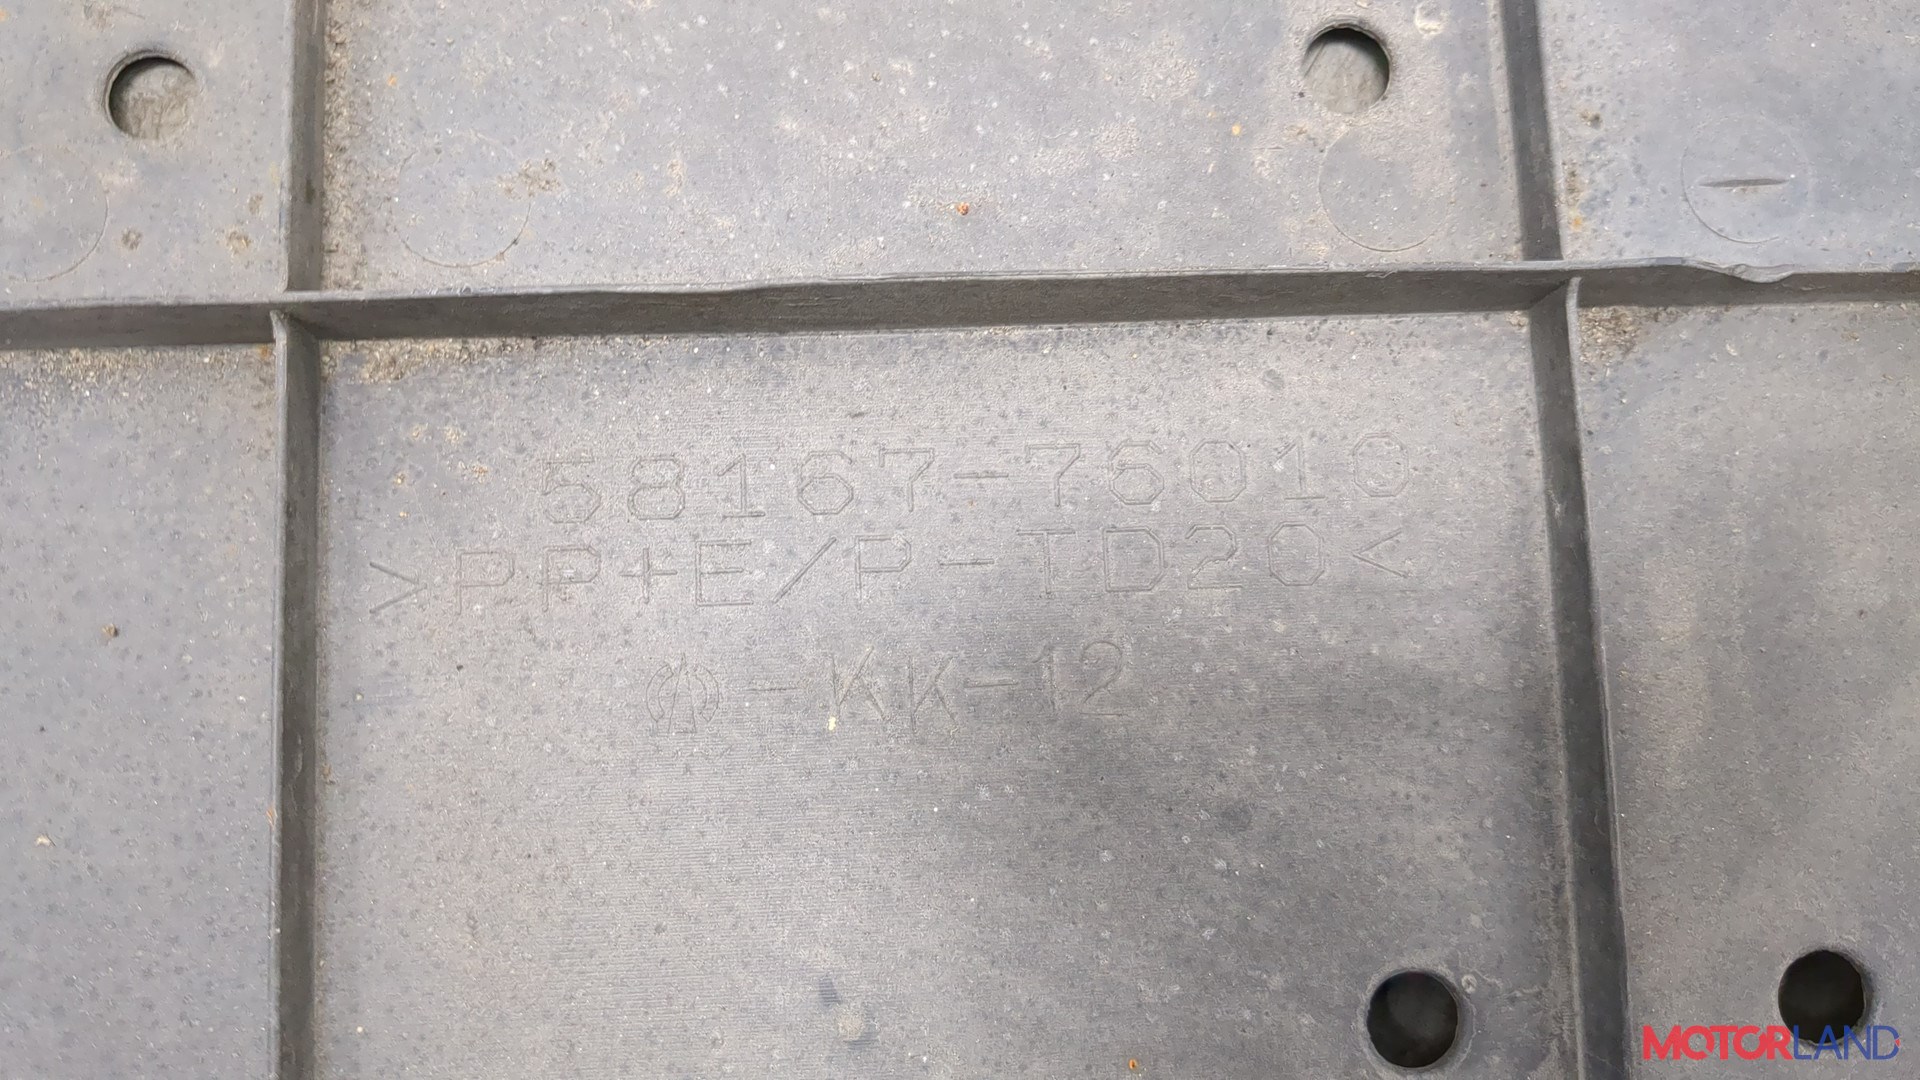 58167-76010
>PP+E/P-TD20<
-KK-12
MOTORLAND